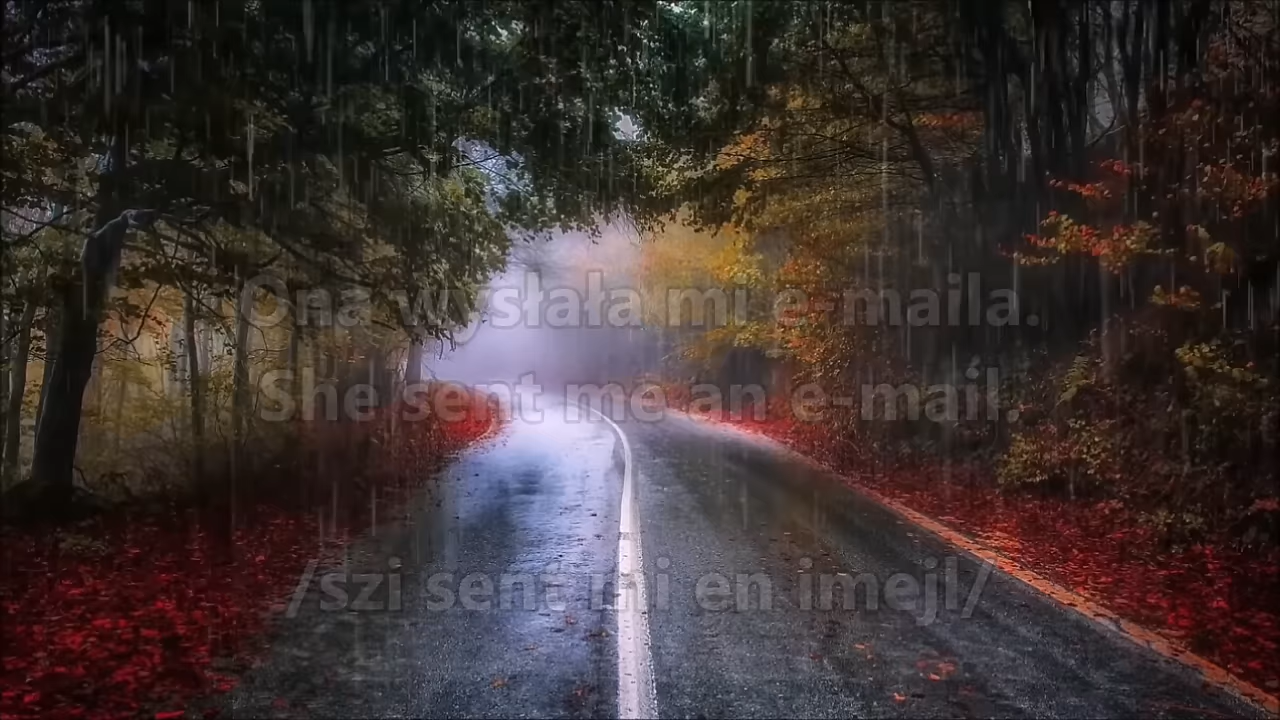 Ona wysłała mi e-maila.
She sent me an e-mail.
/szi sent mi en imejl/